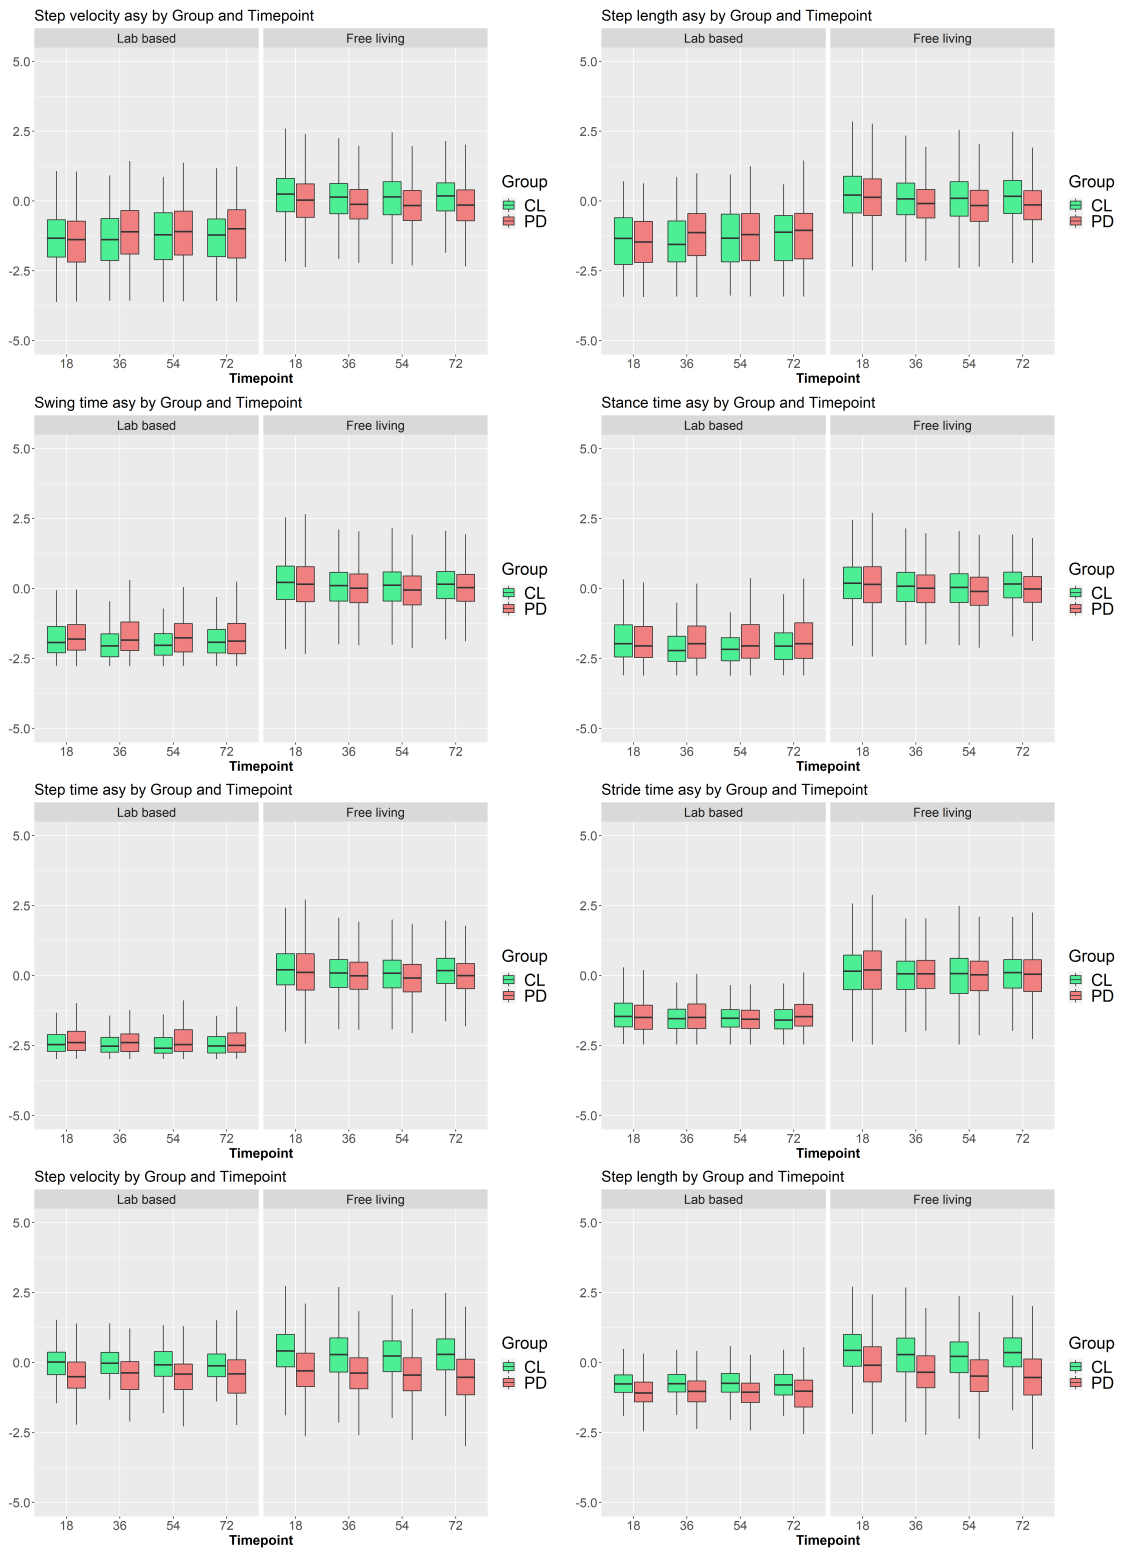 Step velocity asy by Group and Timepoint
Lab based Free living
5.0
2.5
0.0
-2.5
-5.0
18 36 54 72 18 36 54 72
Timepoint
Group
CL
PD
Step length asy by Group and Timepoint
Lab based Free living
5.0
2.5
0.0
-2.5
-5.0
18 36 54 72 18 36 54 72
Timepoint
Group
CL
PD
Swing time asy by Group and Timepoint
Lab based Free living
5.0
2.5
0.0
-2.5
-5.0
18 36 54 72 18 36 54 72
Timepoint
Group
CL
PD
Stance time asy by Group and Timepoint
Lab based Free living
5.0
2.5
0.0
-2.5
-5.0
18 36 54 72 18 36 54 72
Timepoint
Group
CL
PD
Step time asy by Group and Timepoint
Lab based Free living
5.0
2.5
0.0
-2.5
-5.0
18 36 54 72 18 36 54 72
Timepoint
Group
CL
PD
Stride time asy by Group and Timepoint
Lab based Free living
5.0
2.5
0.0
-2.5
-5.0
18 36 54 72 18 36 54 72
Timepoint
Group
CL
PD
Step velocity by Group and Timepoint
Lab based Free living
5.0
2.5
0.0
-2.5
-5.0
18 36 54 72 18 36 54 72
Timepoint
Group
CL
PD
Step length by Group and Timepoint
Lab based Free living
5.0
2.5
0.0
-2.5
-5.0
18 36 54 72 18 36 54 72
Timepoint
Group
CL
PD